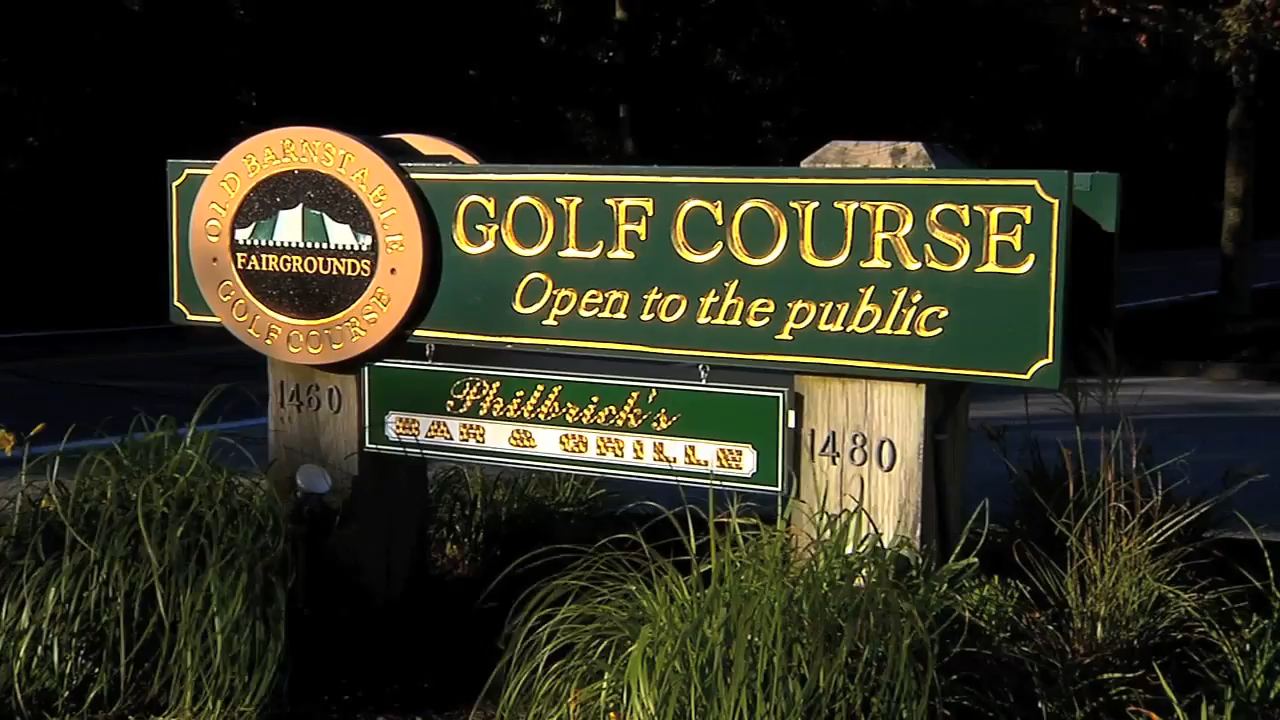 OLD BARNSTABLE
FAIRGROUNDS
GOLF COURSE
GOLF COURSE
Open to the public
Philbrick's
BAR & GRILLE
1460
1480